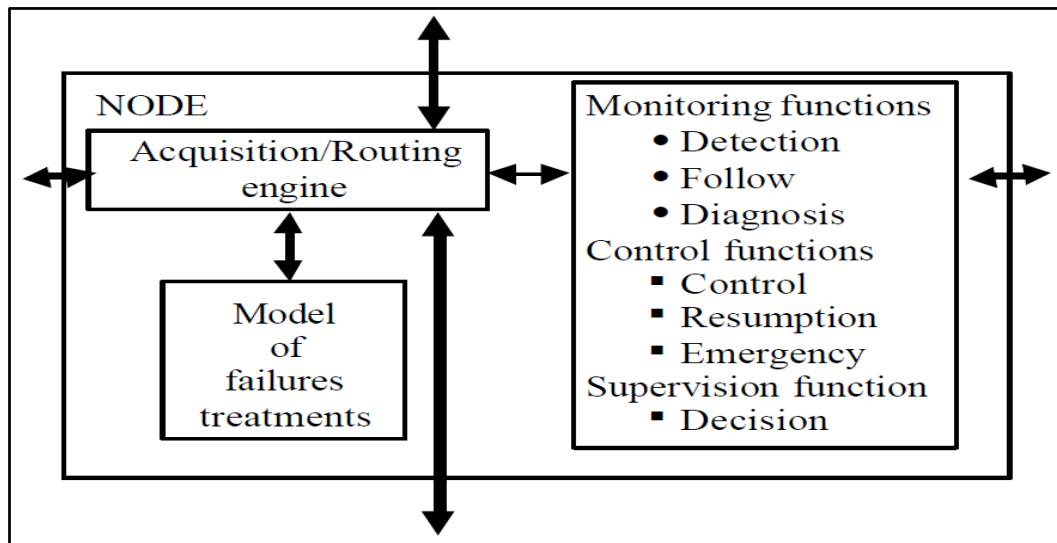 NODE
Acquisition/Routing
engine
Model
of
failures
treatments
Monitoring functions
• Detection
• Follow
• Diagnosis
Control functions
▪ Control
▪ Resumption
▪ Emergency
Supervision function
▪ Decision